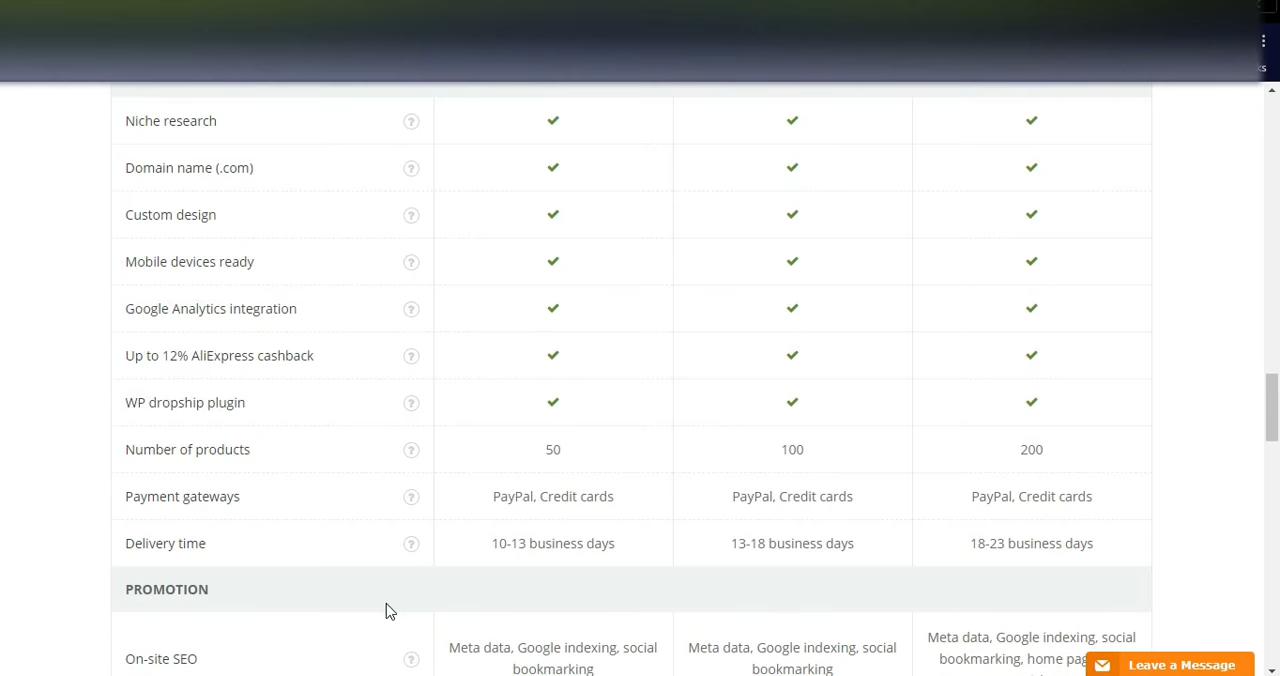 Niche research ?
Domain name (.com) ?
Custom design ?
Mobile devices ready ?
Google Analytics integration ?
Up to 12% AliExpress cashback ?
WP dropship plugin ?
Number of products ? 50 100 200
Payment gateways ? PayPal, Credit cards PayPal, Credit cards PayPal, Credit cards
Delivery time ? 10-13 business days 13-18 business days 18-23 business days
PROMOTION
On-site SEO ?
Meta data, Google indexing, social
bookmarking
Meta data, Google indexing, social
bookmarking
Meta data, Google indexing, social
bookmarking, home
Leave a Message